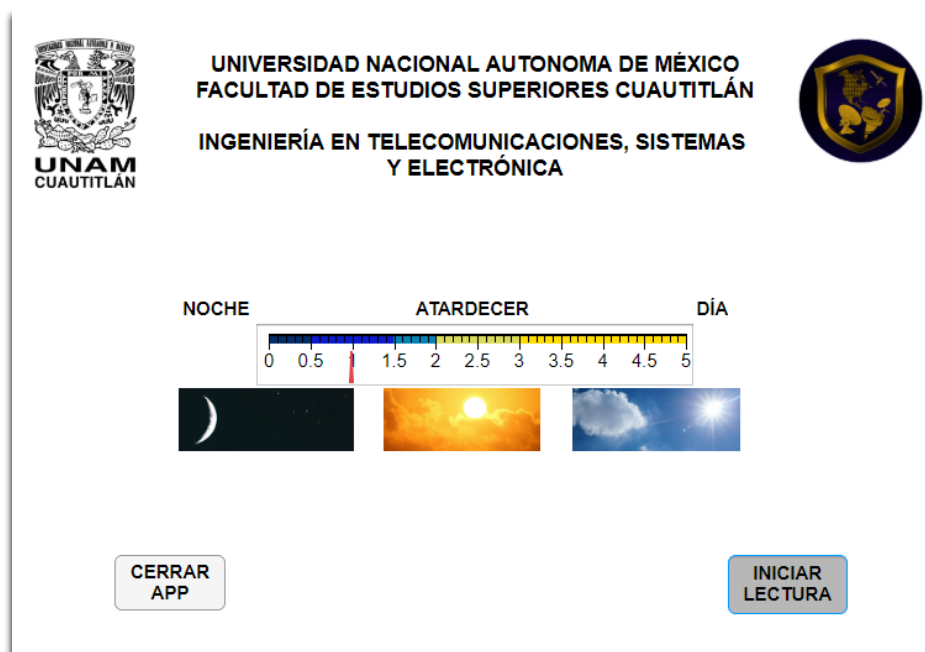 UNIVERSIDAD NACIONAL AUTONOMA DE MÉXICO
FACULTAD DE ESTUDIOS SUPERIORES CUAUTITLÁN
INGENIERÍA EN TELECOMUNICACIONES, SISTEMAS
Y ELECTRÓNICA
UNAM
CUAUTITLÁN
NOCHE ATARDECER DÍA
0 0.5 1 1.5 2 2.5 3 3.5 4 4.5 5
CERRAR
APP
INICIAR
LECTURA